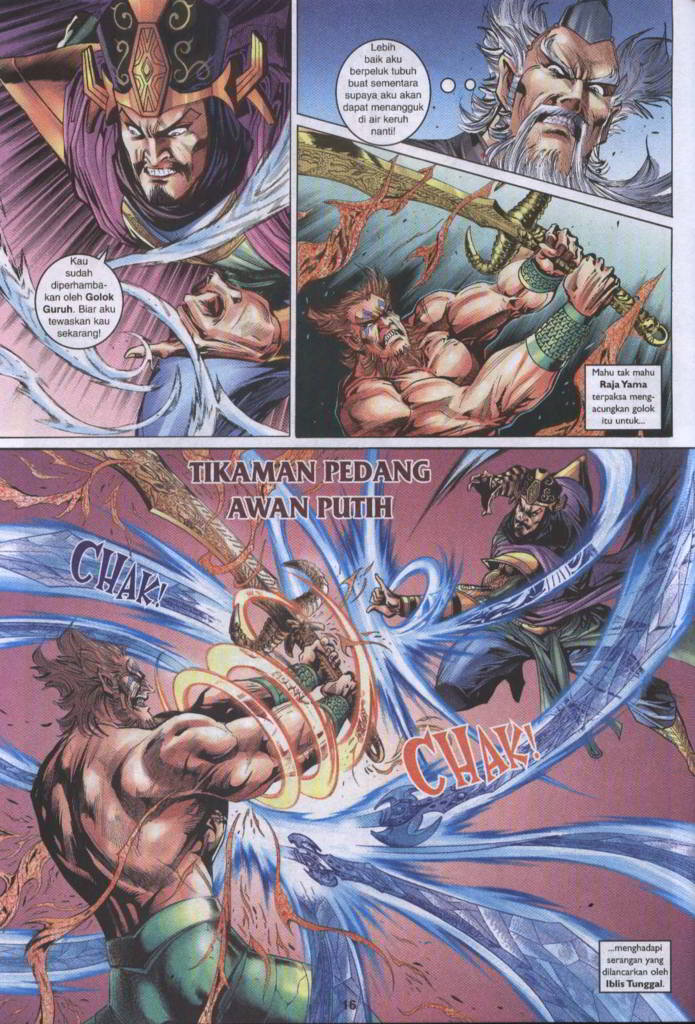 Kau
sudah
diperhamba-
kan oleh Golok
Guruh. Biar aku
tewaskan kau
sekarang!
Lebih
baik aku
berpeluk tubuh
buat sementara
supaya aku akan
dapat menangguk
di air keruh
nanti!
Mahu tak mahu
Raja Yama
terpaksa meng-
acungkan golok
itu untuk...
TIKAMAN PEDANG
AWAN PUTIH
CHAK!
CHAK!
...menghadapi
serangan yang
dilancarkan oleh
Iblis Tunggal.
16